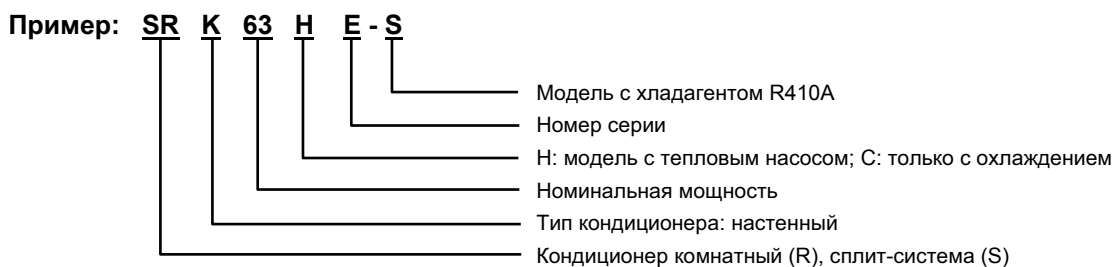 Пример: SR K 63 H E - S
Модель с хладагентом R410A
Номер серии
H: модель с тепловым насосом; C: только с охлаждением
Номинальная мощность
Тип кондиционера: настенный
Кондиционер комнатный (R), сплит-система (S)